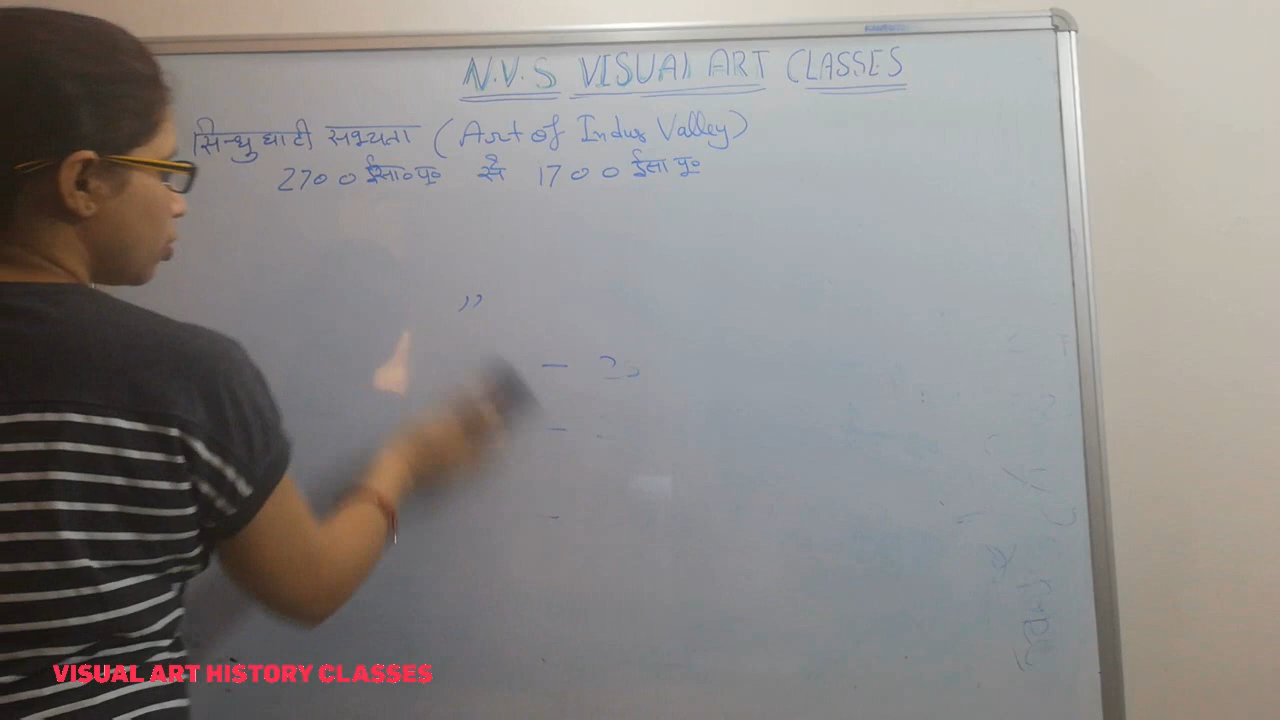 N.V.S VISUAL ART CLASSES
सिन्धु घाटी सभ्यता (Art of Indus Valley)
2700 ईसा०पू० से 1700 ईसा पू०
VISUAL ART HISTORY CLASSES